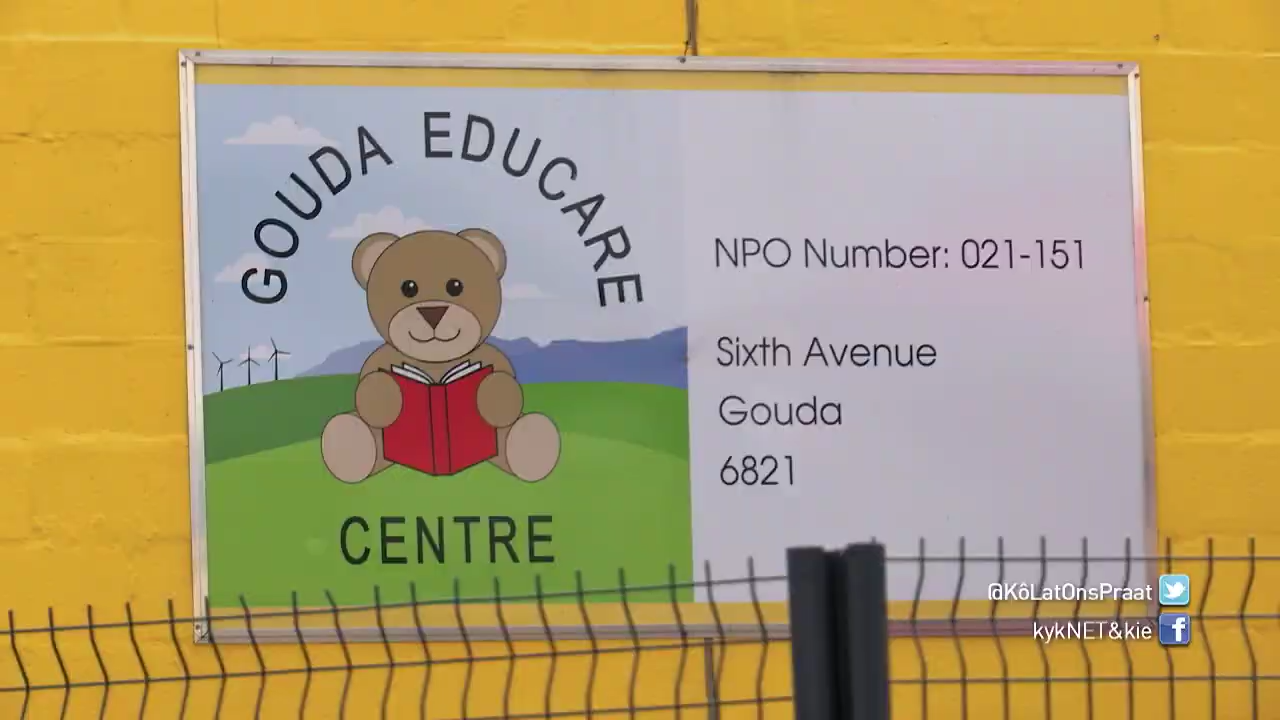 GOUDA EDUCARE
CENTRE
NPO Number: 021-151
Sixth Avenue
Gouda
6821
@KôLatOnsPraat
kykNET&kie